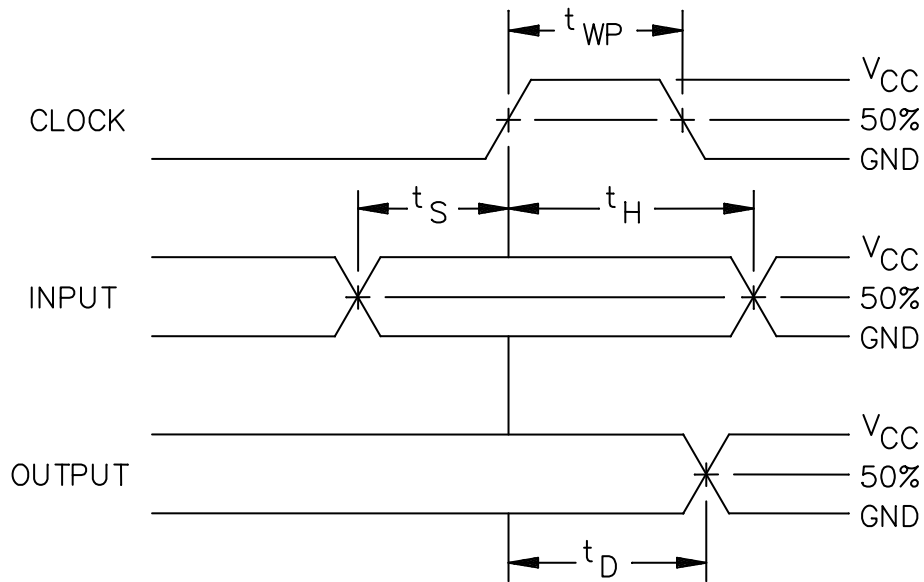 t WP
V CC
CLOCK
50%
GND
t S
t H
V CC
INPUT
50%
GND
V CC
OUTPUT
50%
GND
t D